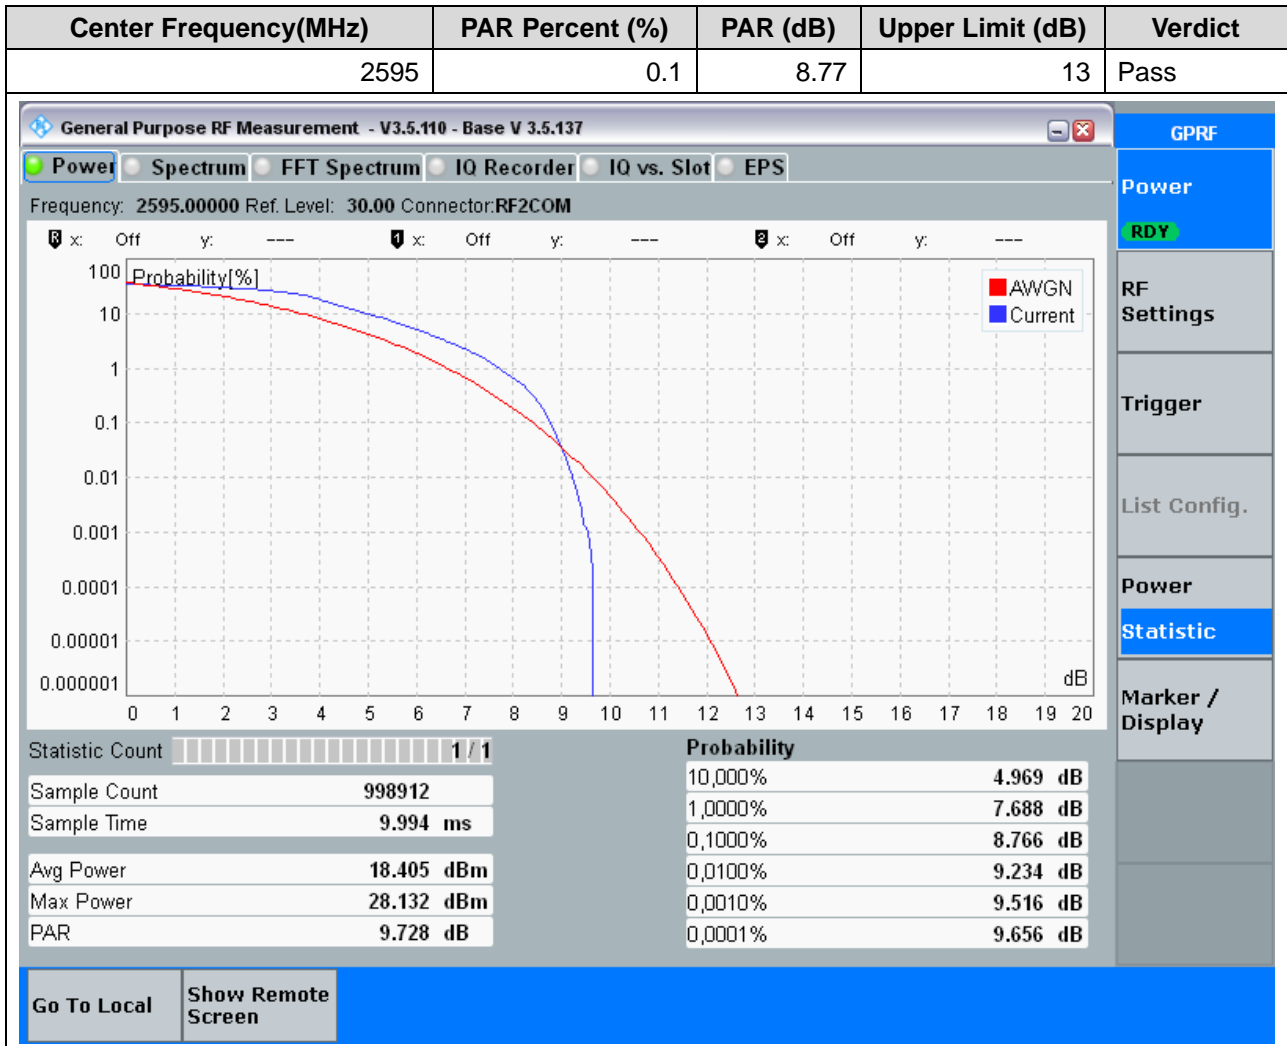 Center Frequency(MHz) PAR Percent (%) PAR (dB) Upper Limit (dB) Verdict
2595 0.1 8.77 13 Pass
General Purpose RF Measurement - V3.5.110 - Base V 3.5.137
GPRF
Power Spectrum FFT Spectrum IQ Recorder IQ vs. Slot EPS
Power
RDY
Frequency: 2595.00000 Ref. Level: 30.00 Connector:RF2COM
R x: Off y: --- 1 x: Off y: --- 2 x: Off y: ---
Probability[%]
AWGN
Current
100
10
1
0.1
0.01
0.001
0.0001
0.00001
0.000001
dB
0 1 2 3 4 5 6 7 8 9 10 11 12 13 14 15 16 17 18 19 20
RF
Settings
Trigger
List Config.
Power
Statistic
Marker /
Display
Statistic Count 1 / 1
Sample Count 998912
Sample Time 9.994 ms
Avg Power 18.405 dBm
Max Power 28.132 dBm
PAR 9.728 dB
Probability
10,000% 4.969 dB
1,0000% 7.688 dB
0,1000% 8.766 dB
0,0100% 9.234 dB
0,0010% 9.516 dB
0,0001% 9.656 dB
Go To Local
Show Remote
Screen